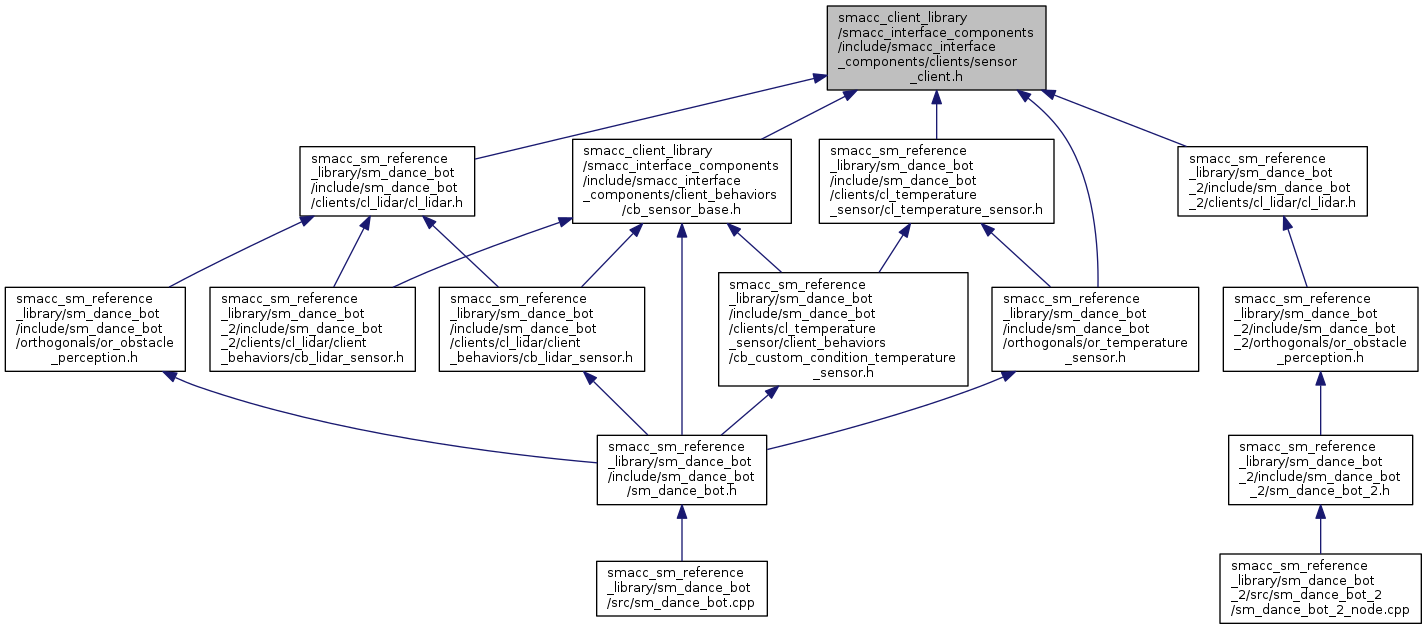 smacc_client_library
/smacc_interface_components
/include/smacc_interface
_components/clients/sensor
_client.h
smacc_sm_reference
_library/sm_dance_bot
/include/sm_dance_bot
/clients/cl_lidar/cl_lidar.h
smacc_client_library
/smacc_interface_components
/include/smacc_interface
_components/client_behaviors
/cb_sensor_base.h
smacc_sm_reference
_library/sm_dance_bot
/include/sm_dance_bot
/clients/cl_temperature
_sensor/cl_temperature_sensor.h
smacc_sm_reference
_library/sm_dance_bot
_2/include/sm_dance_bot
_2/clients/cl_lidar/cl_lidar.h
smacc_sm_reference
_library/sm_dance_bot
/include/sm_dance_bot
/orthogonals/or_obstacle
_perception.h
smacc_sm_reference
_library/sm_dance_bot
_2/include/sm_dance_bot
_2/clients/cl_lidar/client
_behaviors/cb_lidar_sensor.h
smacc_sm_reference
_library/sm_dance_bot
/include/sm_dance_bot
/clients/cl_lidar/client
_behaviors/cb_lidar_sensor.h
smacc_sm_reference
_library/sm_dance_bot
/include/sm_dance_bot
/clients/cl_temperature
_sensor/client_behaviors
/cb_custom_condition_temperature
_sensor.h
smacc_sm_reference
_library/sm_dance_bot
/include/sm_dance_bot
/orthogonals/or_temperature
_sensor.h
smacc_sm_reference
_library/sm_dance_bot
_2/include/sm_dance_bot
_2/orthogonals/or_obstacle
_perception.h
smacc_sm_reference
_library/sm_dance_bot
/include/sm_dance_bot
/sm_dance_bot.h
smacc_sm_reference
_library/sm_dance_bot
_2/include/sm_dance_bot
_2/sm_dance_bot_2.h
smacc_sm_reference
_library/sm_dance_bot
/src/sm_dance_bot.cpp
smacc_sm_reference
_library/sm_dance_bot
_2/src/sm_dance_bot_2
/sm_dance_bot_2_node.cpp